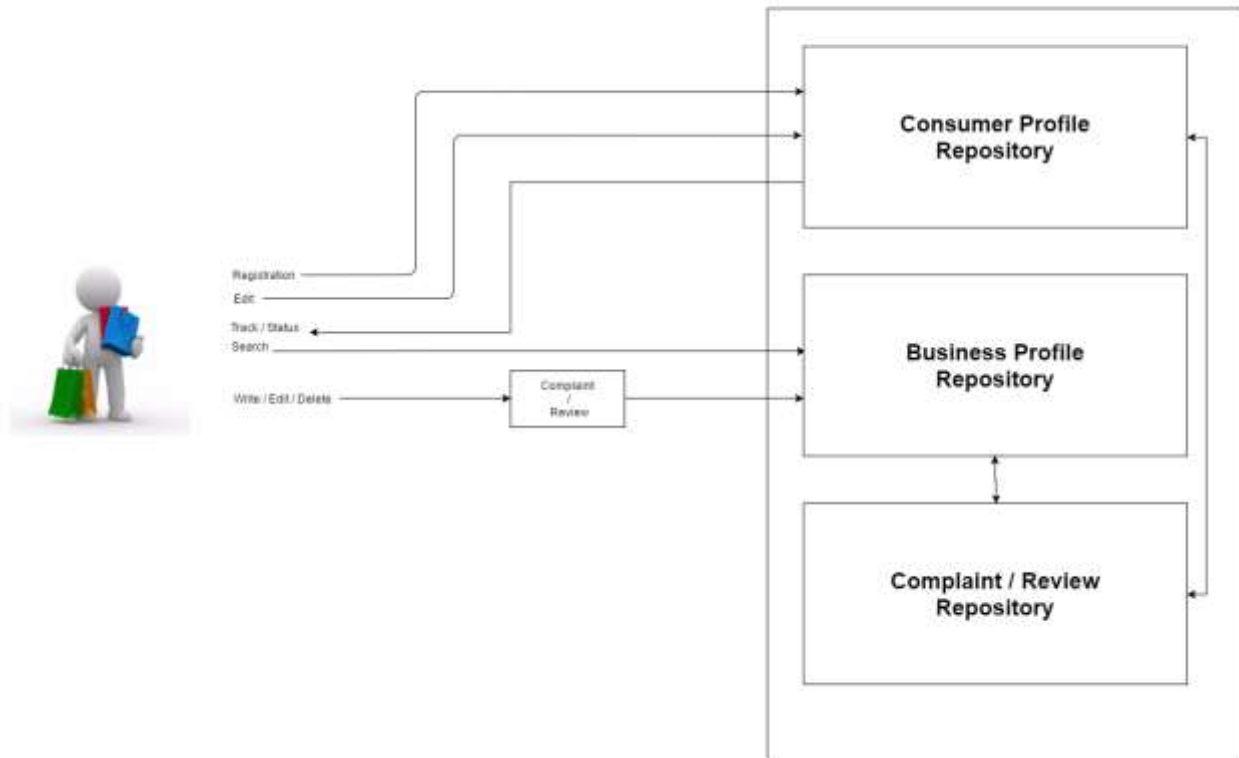 Consumer Profile
Repository
Registration
Edit
Track / Status
Search
Business Profile
Repository
Write / Edit / Delete
Complaint
/
Review
Complaint / Review
Repository